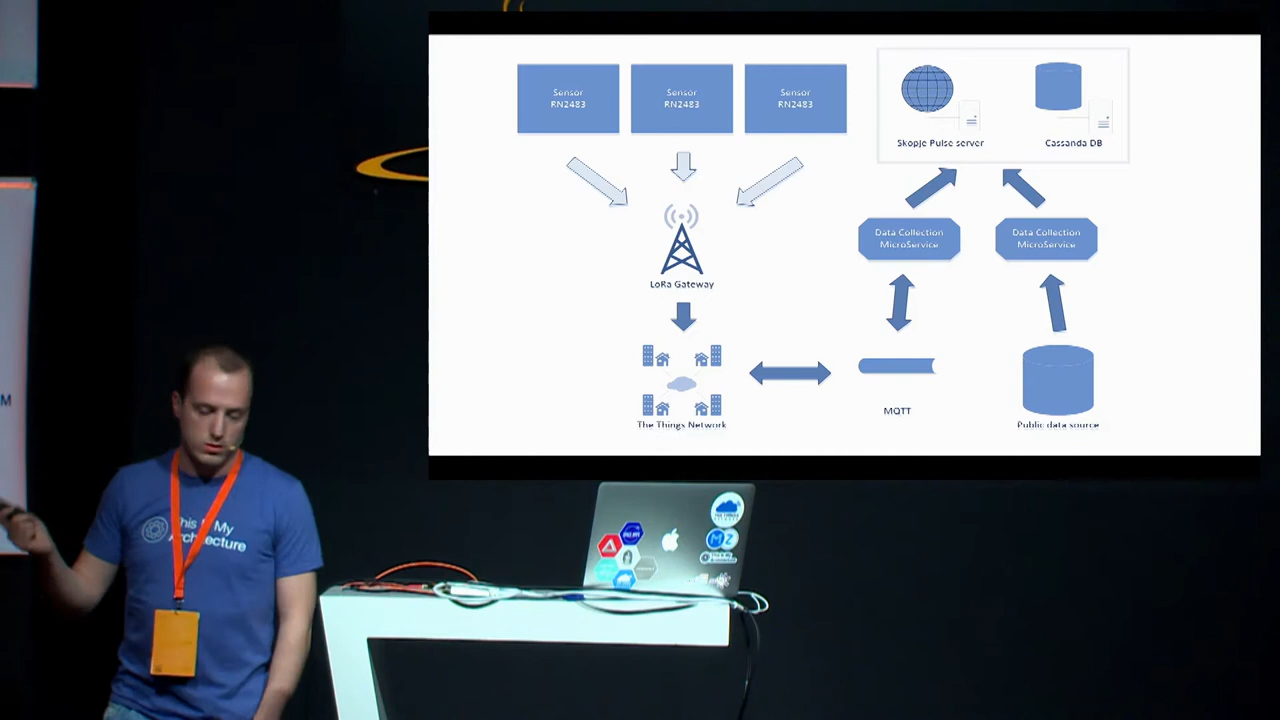 Sensor
RN2483
Sensor
RN2483
Sensor
RN2483
Skopje Pulse server
Cassanda DB
Data Collection
MicroService
Data Collection
MicroService
LoRa Gateway
The Things Network
MQTT
Public data source
This Is My
Architecture
M
MZ